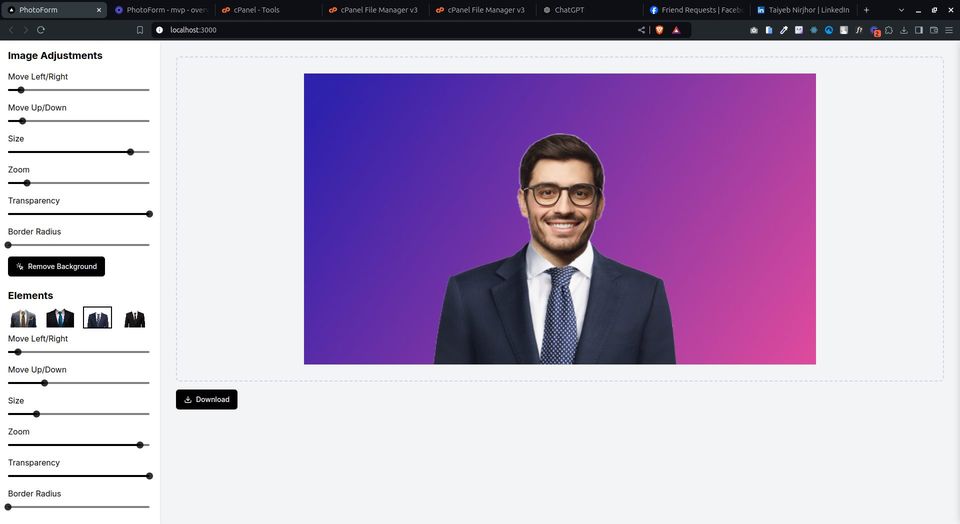 PhotoForm
PhotoForm - mvp - over
cPanel - Tools
cPanel File Manager v3
cPanel File Manager v3
ChatGPT
Friend Requests | Faceb
Taiyeb Nirjhor | LinkedIn
localhost:3000
2
Image Adjustments
Move Left/Right
Move Up/Down
Size
Zoom
Transparency
Border Radius
Remove Background
Elements
Move Left/Right
Move Up/Down
Size
Zoom
Transparency
Border Radius
Download